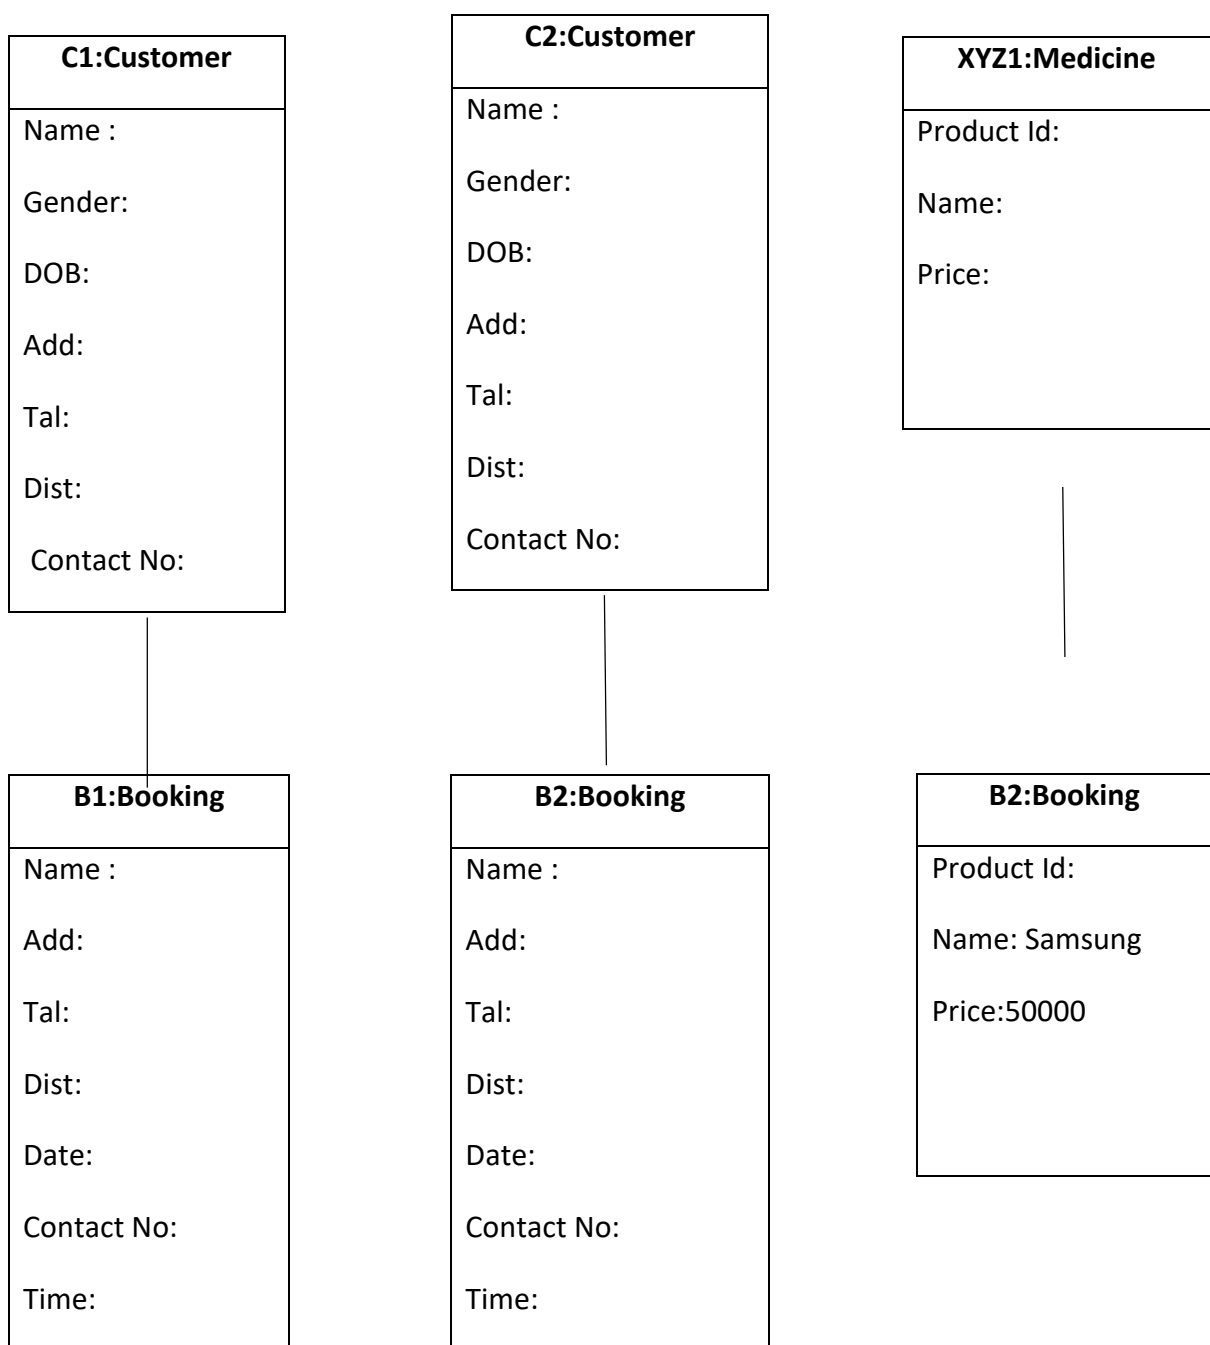 C1:Customer
Name :
Gender:
DOB:
Add:
Tal:
Dist:
Contact No:
C2:Customer
Name :
Gender:
DOB:
Add:
Tal:
Dist:
Contact No:
XYZ1:Medicine
Product Id:
Name:
Price:
B1:Booking
Name :
Add:
Tal:
Dist:
Date:
Contact No:
Time:
B2:Booking
Name :
Add:
Tal:
Dist:
Date:
Contact No:
Time:
B2:Booking
Product Id:
Name: Samsung
Price:50000